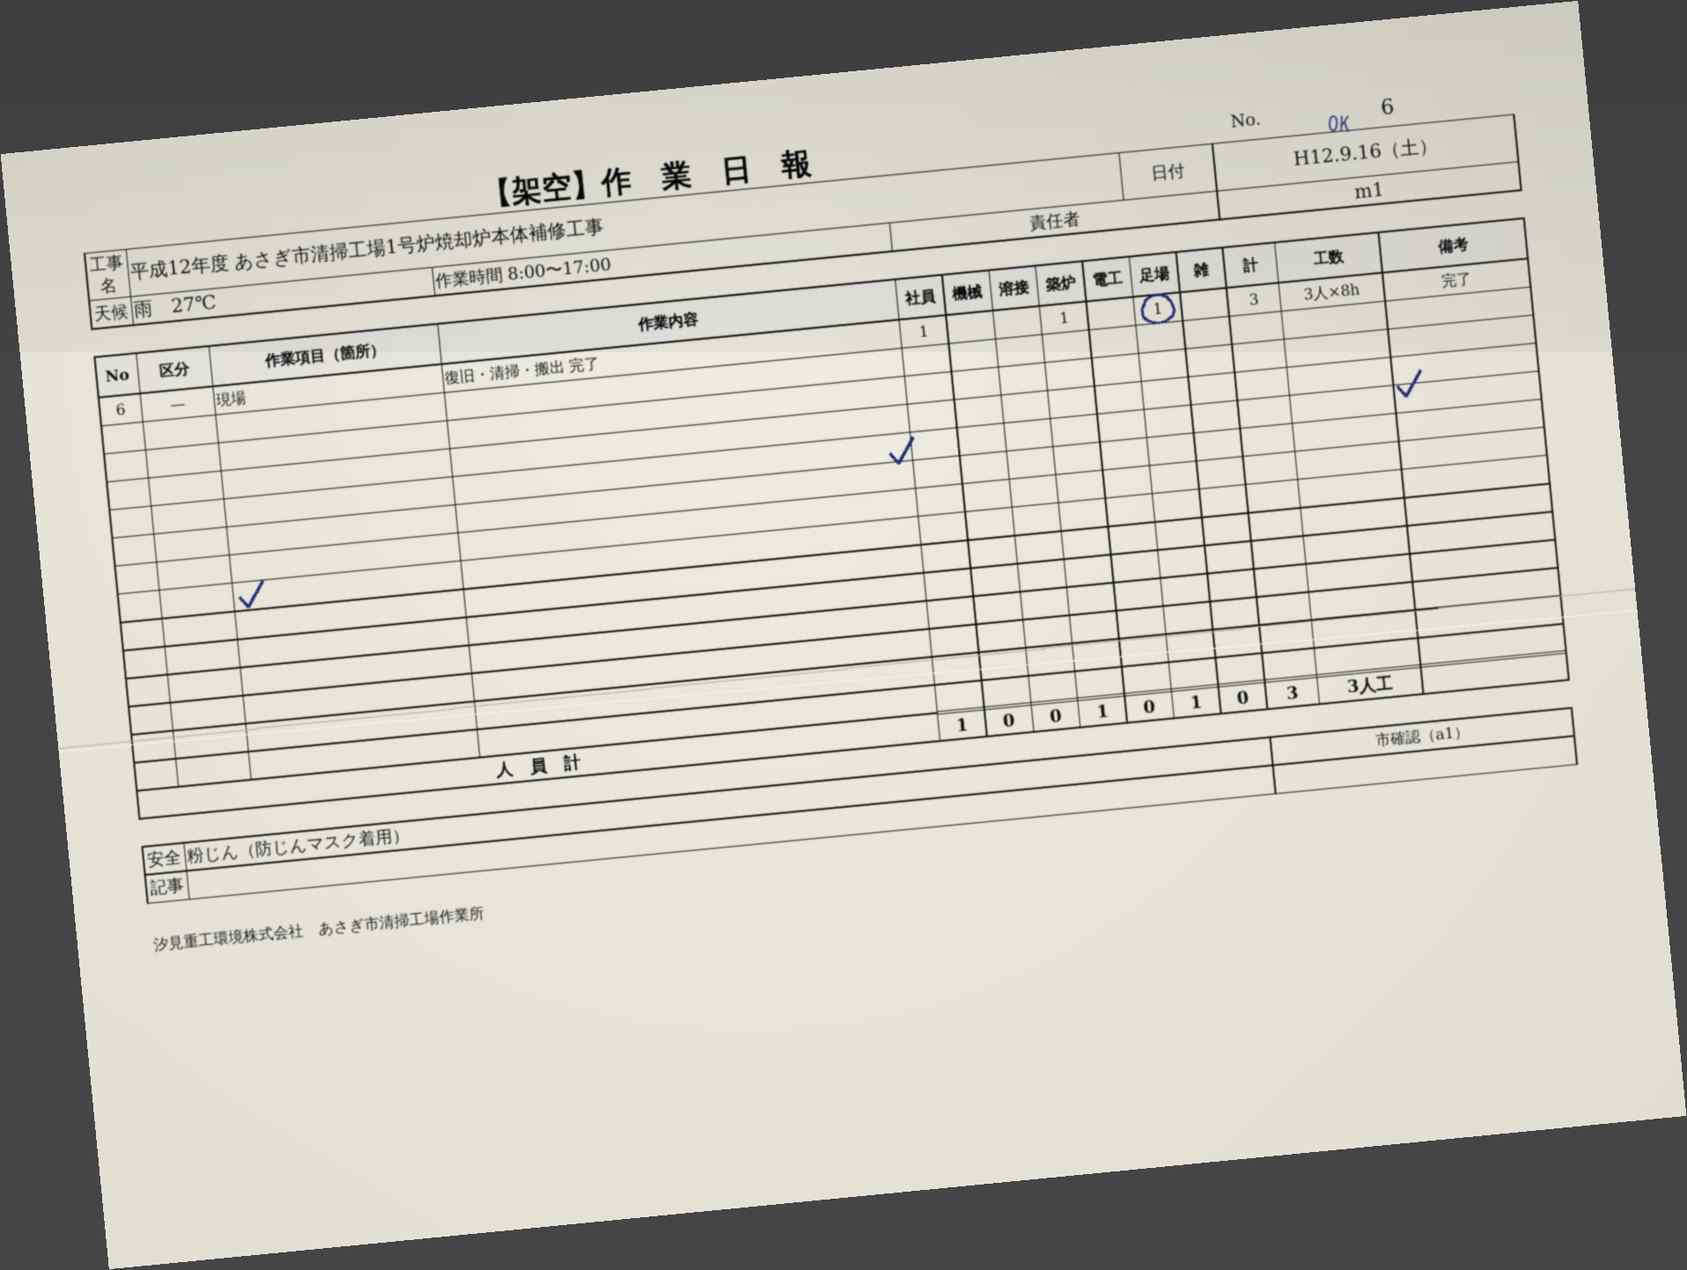 No. OK 6
【架空】作 業 日 報
工事名 平成12年度 あさぎ市清掃工場1号炉焼却炉本体補修工事 日付 H12.9.16（土）
天候 雨 27℃ 作業時間 8:00〜17:00 責任者 m1
No 区分 作業項目（箇所） 作業内容 社員 機械 溶接 築炉 電工 足場 雑 計 工数 備考
6 — 現場 復旧・清掃・搬出 完了 1 1 1 3 3人×8h 完了
人 員 計 1 0 0 1 0 1 0 3 3人工
安全 粉じん（防じんマスク着用） 市確認（a1）
記事
汐見重工環境株式会社 あさぎ市清掃工場作業所